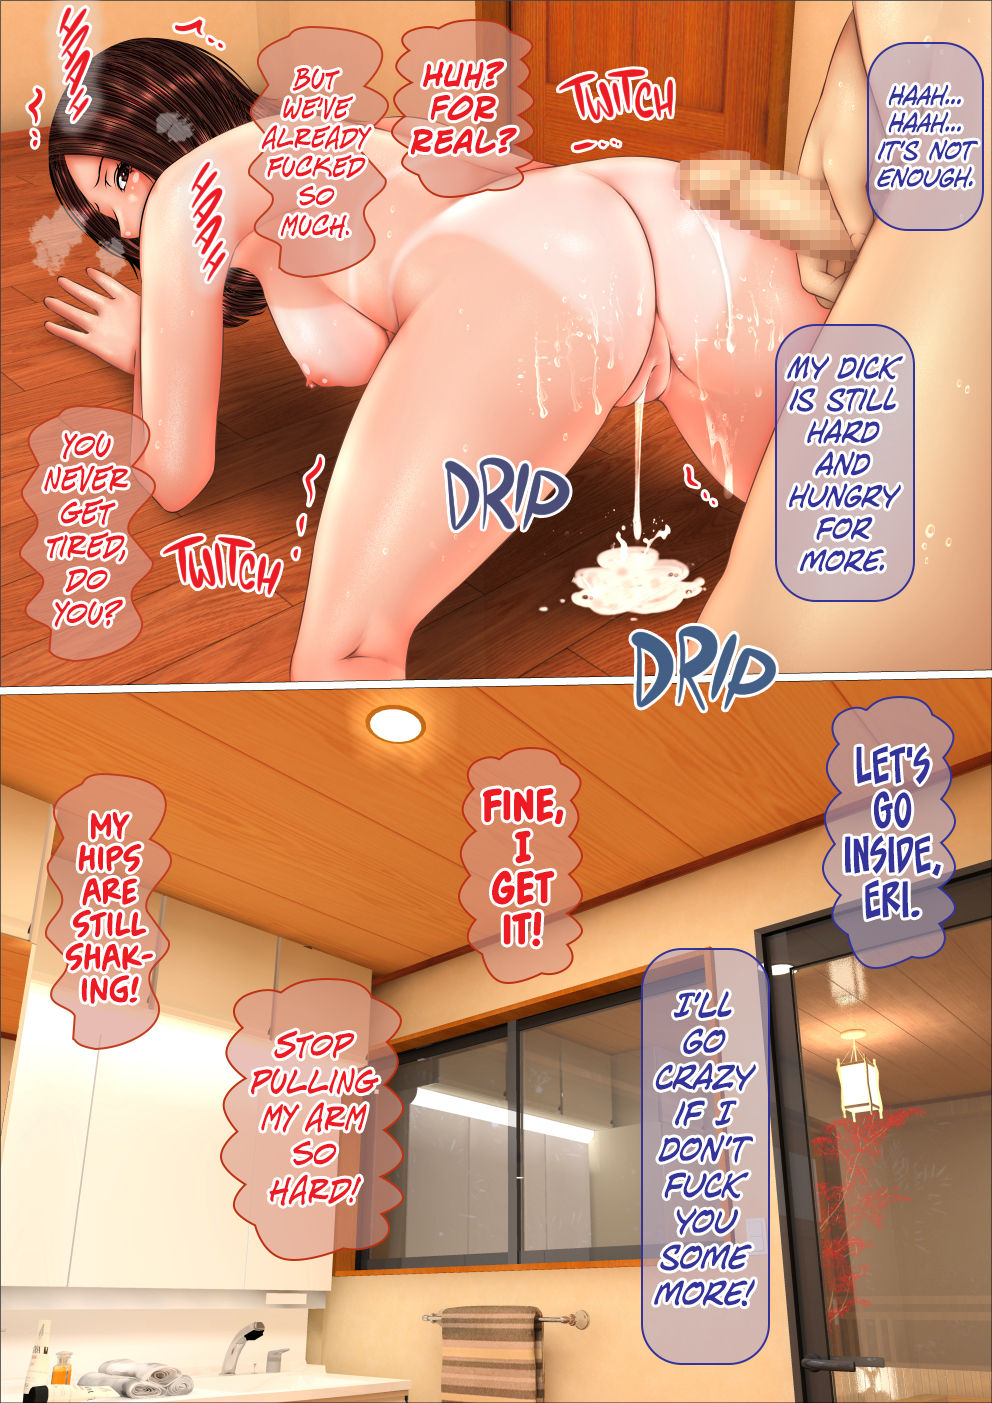 HAAH...
HAAH...
IT'S NOT
ENOUGH.
MY DICK
IS STILL
HARD
AND
HUNGRY
FOR
MORE.
HUH?
FOR
REAL?
BUT
WE'VE
ALREADY
FUCKED
SO
MUCH.
YOU
NEVER
GET
TIRED,
DO
YOU?
HAAH
HAAH
HAAH
HAAH
TWITCH
TWITCH
DRIP
DRIP
LET'S
GO
INSIDE,
ERI.
I'LL
GO
CRAZY
IF I
DON'T
FUCK
YOU
SOME
MORE!
FINE,
I
GET
IT!
STOP
PULLING
MY ARM
SO
HARD!
MY
HIPS
ARE
STILL
SHAK-
ING!